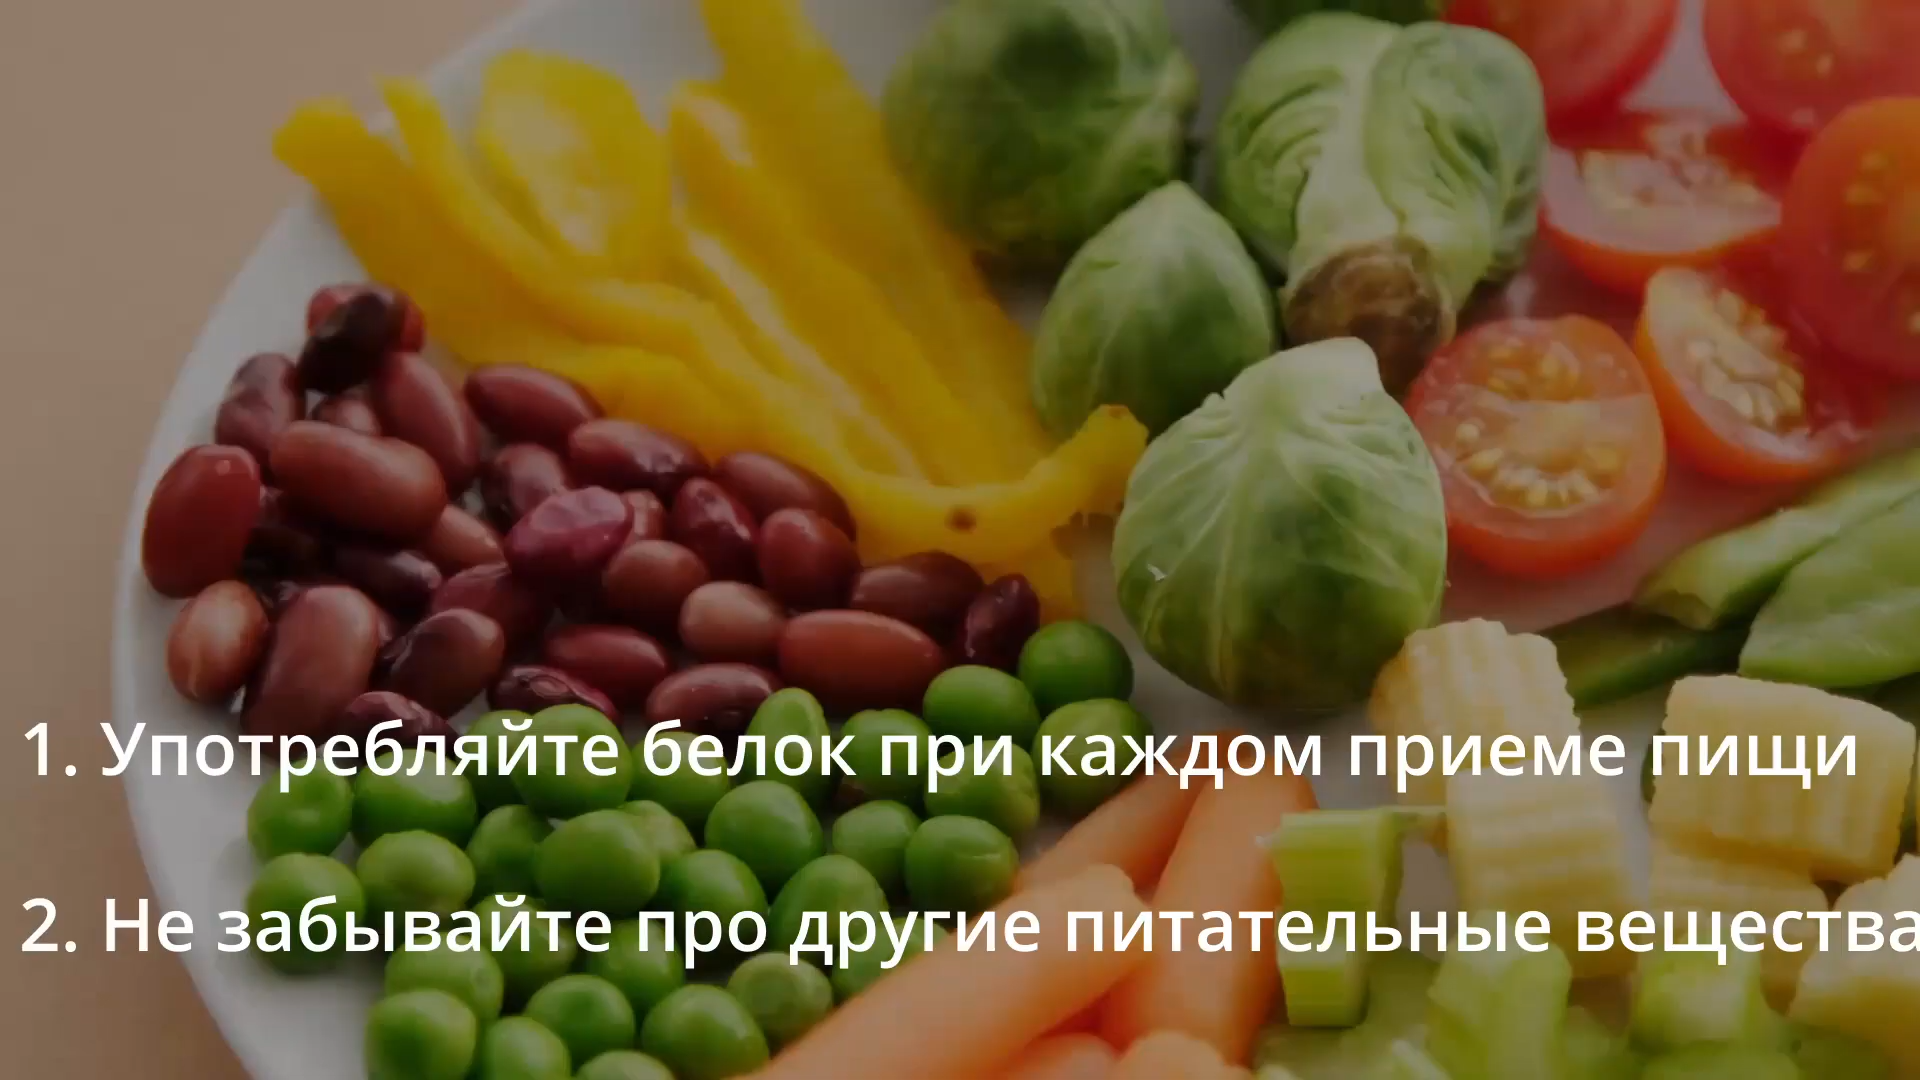 1. Употребляйте белок при каждом приеме пищи
2. Не забывайте про другие питательные вещества